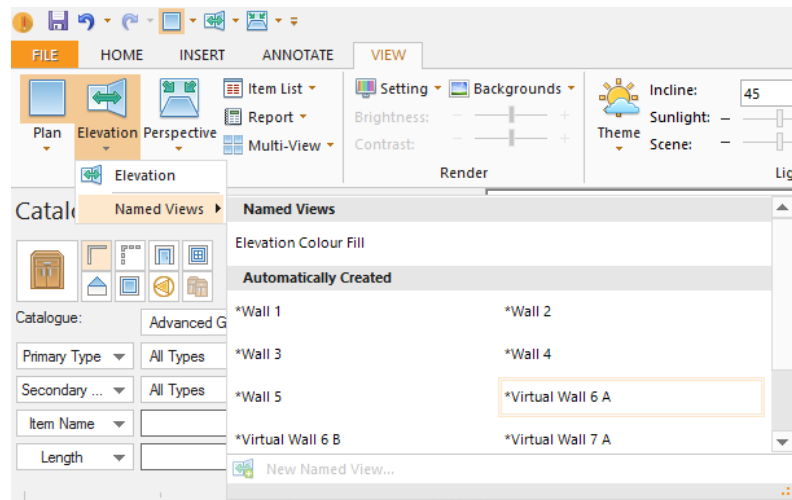 FILE HOME INSERT ANNOTATE VIEW
Plan
Elevation
Perspective
Item List
Report
Multi-View
Setting Backgrounds
Brightness:
Contrast:
Render
Theme
Incline: 45
Sunlight:
Scene:
Lig
Elevation
Named Views
Catal
Named Views
Elevation Colour Fill
Automatically Created
*Wall 1 *Wall 2
*Wall 3 *Wall 4
*Wall 5 *Virtual Wall 6 A
*Virtual Wall 6 B *Virtual Wall 7 A
New Named View...
Catalogue: Advanced G
Primary Type All Types
Secondary ... All Types
Item Name
Length